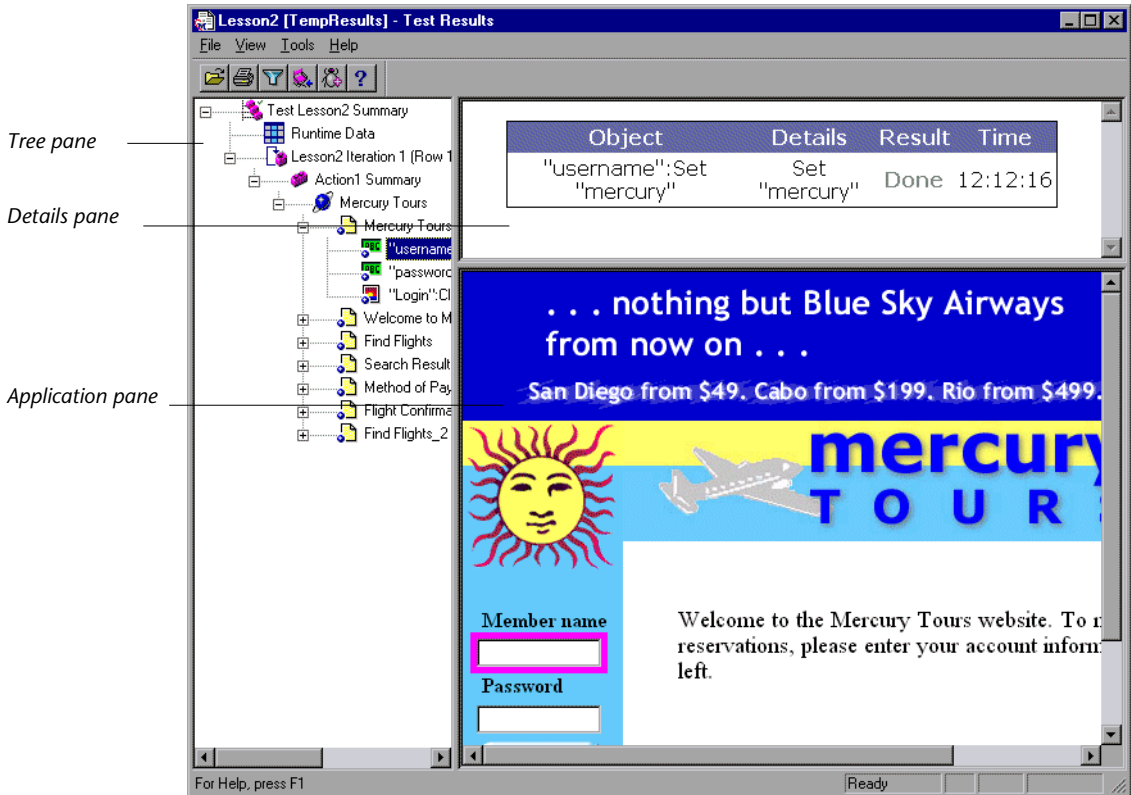 Lesson2 [TempResults] - Test Results
File View Tools Help
Tree pane
Details pane
Application pane
Test Lesson2 Summary
Runtime Data
Lesson2 Iteration 1 (Row 1
Action1 Summary
Mercury Tours
Mercury Tours
"username
"password
"Login":Cl
Welcome to M
Find Flights
Search Result
Method of Pay
Flight Confirma
Find Flights_2
Object Details Result Time
"username":Set "mercury" Set "mercury" Done 12:12:16
. . . nothing but Blue Sky Airways
from now on . . .
San Diego from $49. Cabo from $199. Rio from $499.
mercury
TOUR
Member name
Password
Welcome to the Mercury Tours website. To
reservations, please enter your account inform
left.
For Help, press F1
Ready